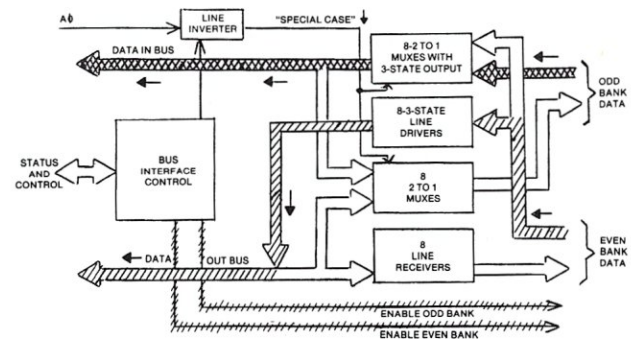 Aϕ
LINE
INVERTER
"SPECIAL CASE"
DATA IN BUS
8-2 TO 1
MUXES WITH
3-STATE OUTPUT
ODD
BANK
DATA
8-3-STATE
LINE
DRIVERS
STATUS
AND
CONTROL
BUS
INTERFACE
CONTROL
8
2 TO 1
MUXES
DATA OUT BUS
8
LINE
RECEIVERS
EVEN
BANK
DATA
ENABLE ODD BANK
ENABLE EVEN BANK